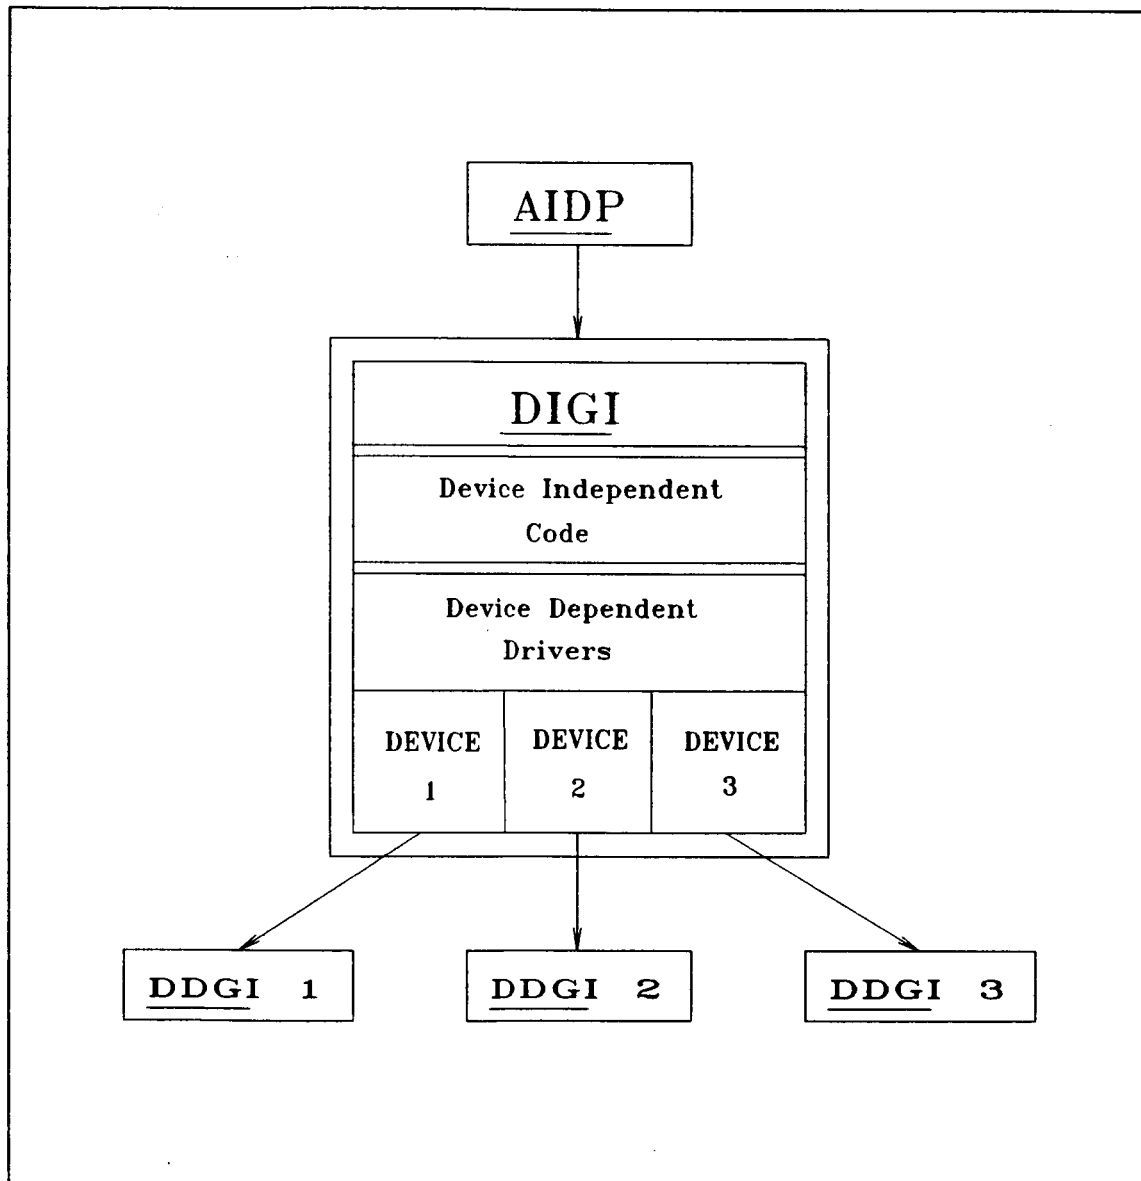 AIDP
DIGI
Device Independent
Code
Device Dependent
Drivers
DEVICE
1
DEVICE
2
DEVICE
3
DDGI 1
DDGI 2
DDGI 3